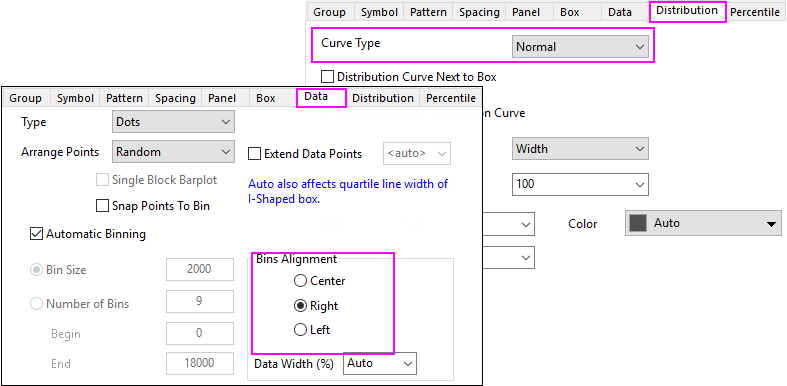 Group Symbol Pattern Spacing Panel Box Data Distribution Percentile
Curve Type Normal
Distribution Curve Next to Box
on Curve
Width
100
Color Auto
Group Symbol Pattern Spacing Panel Box Data Distribution Percentile
Type Dots
Arrange Points Random Extend Data Points <auto>
Single Block Barplot
Auto also affects quartile line width of
I-Shaped box.
Snap Points To Bin
Automatic Binning
Bins Alignment
Bin Size 2000
Center
Number of Bins 9
Right
Begin 0
Left
End 18000
Data Width (%) Auto